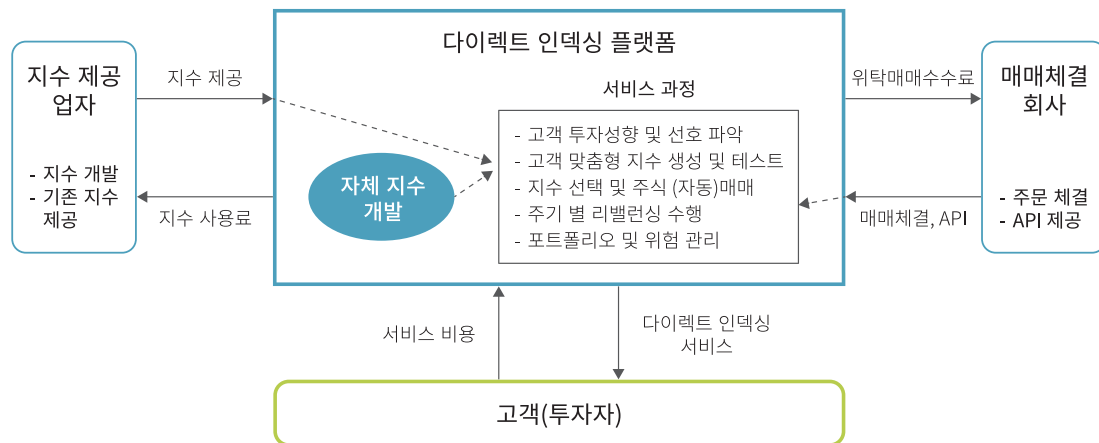 다이렉트 인덱싱 플랫폼
지수 제공
업자
- 지수 개발
- 기존 지수
제공
지수 제공
지수 사용료
자체 지수
개발
서비스 과정
- 고객 투자성향 및 선호 파악
- 고객 맞춤형 지수 생성 및 테스트
- 지수 선택 및 주식 (자동)매매
- 주기 별 리밸런싱 수행
- 포트폴리오 및 위험 관리
위탁매매수수료
매매체결, API
매매체결
회사
- 주문 체결
- API 제공
서비스 비용
다이렉트 인덱싱
서비스
고객(투자자)